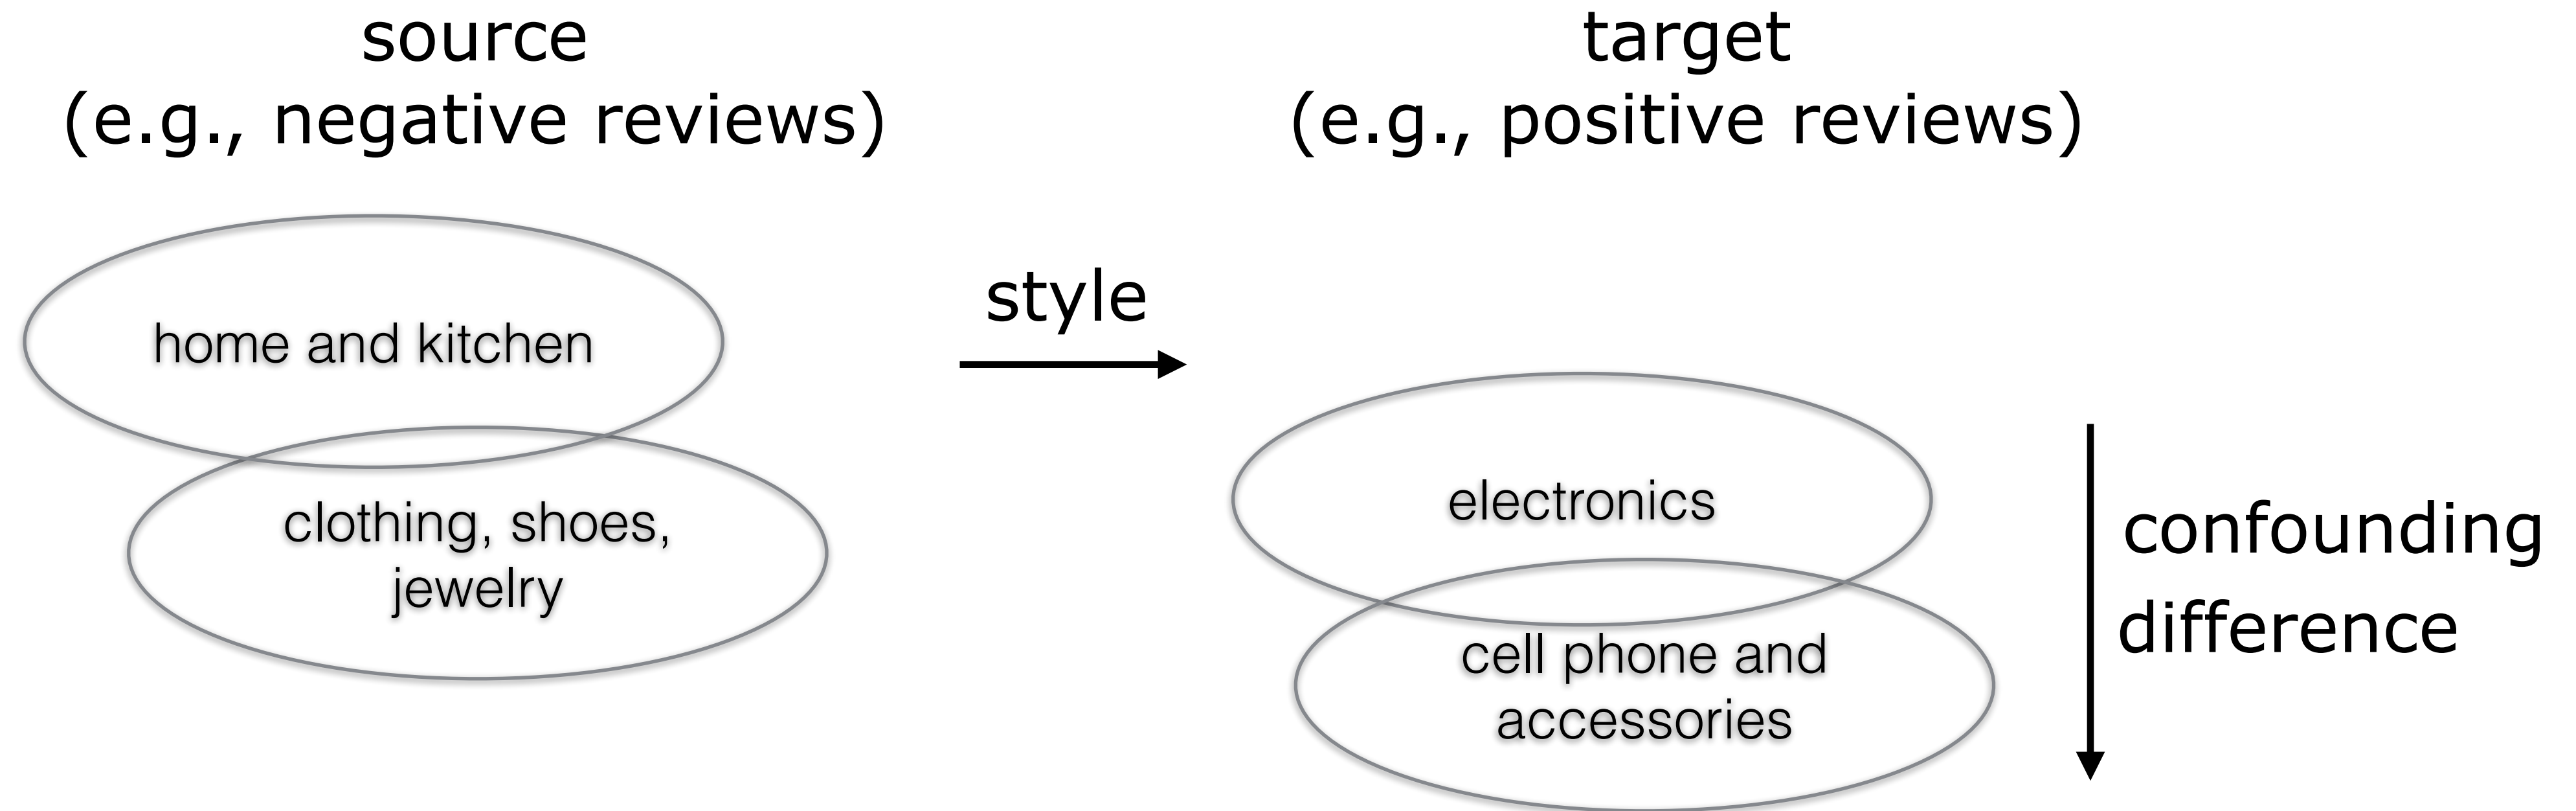 source
(e.g., negative reviews)
target
(e.g., positive reviews)
home and kitchen
clothing, shoes,
jewelry
style
electronics
cell phone and
accessories
confounding
difference